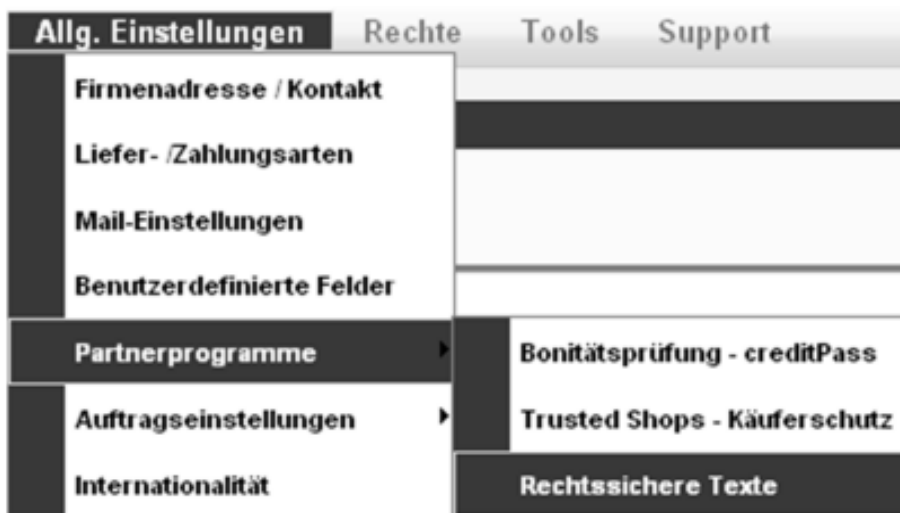 Allg. Einstellungen Rechte Tools Support
Firmenadresse / Kontakt
Liefer- /Zahlungsarten
Mail-Einstellungen
Benutzerdefinierte Felder
Partnerprogramme
Bonitätsprüfung - creditPass
Auftragseinstellungen
Trusted Shops - Käuferschutz
Internationalität
Rechtssichere Texte